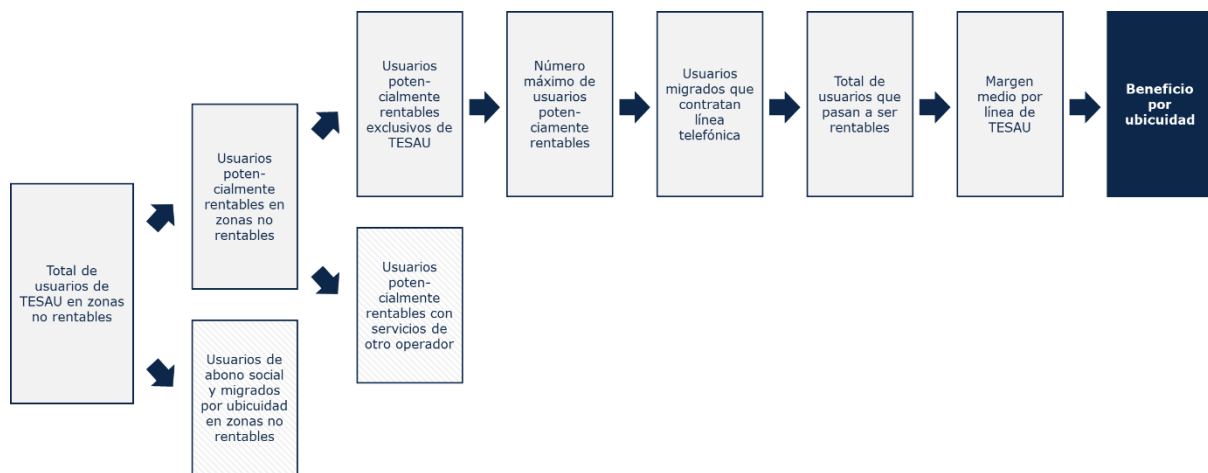 Total de
usuarios de
TESAU en zonas
no rentables
Usuarios
poten-
cialmente
rentables en
zonas no
rentables
Usuarios de
abono social
y migrados
por ubicuidad
en zonas no
rentables
Usuarios
poten-
cialmente
rentables
exclusivos de
TESAU
Usuarios
poten-
cialmente
rentables con
servicios de
otro operador
Número
máximo de
usuarios
poten-
ciamente
rentables
Usuarios
migrados que
contratan
línea
telefónica
Total de
usuarios que
pasan a ser
rentables
Margen
medio por
línea de
TESAU
Beneficio
por
ubicuidad